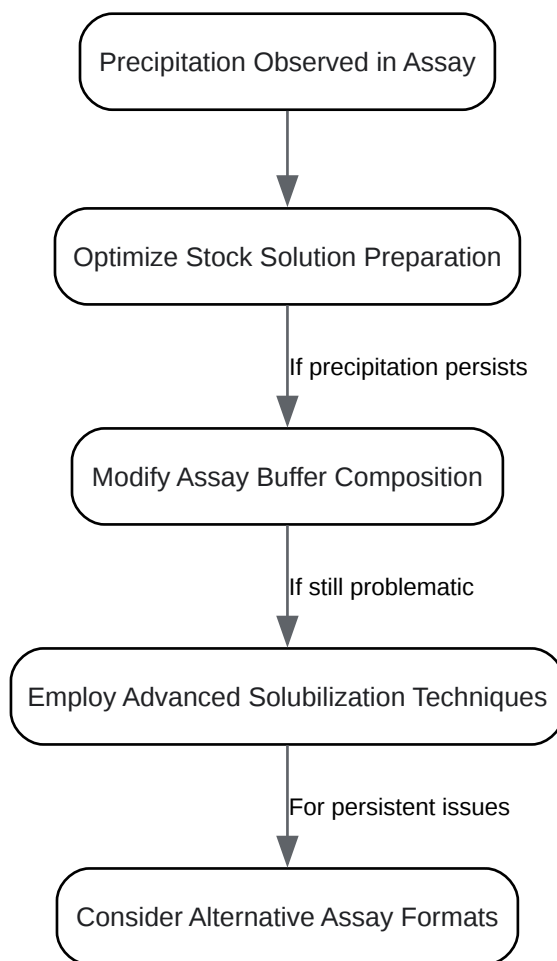 Precipitation Observed in Assay
Optimize Stock Solution Preparation
If precipitation persists
Modify Assay Buffer Composition
If still problematic
Employ Advanced Solubilization Techniques
For persistent issues
Consider Alternative Assay Formats